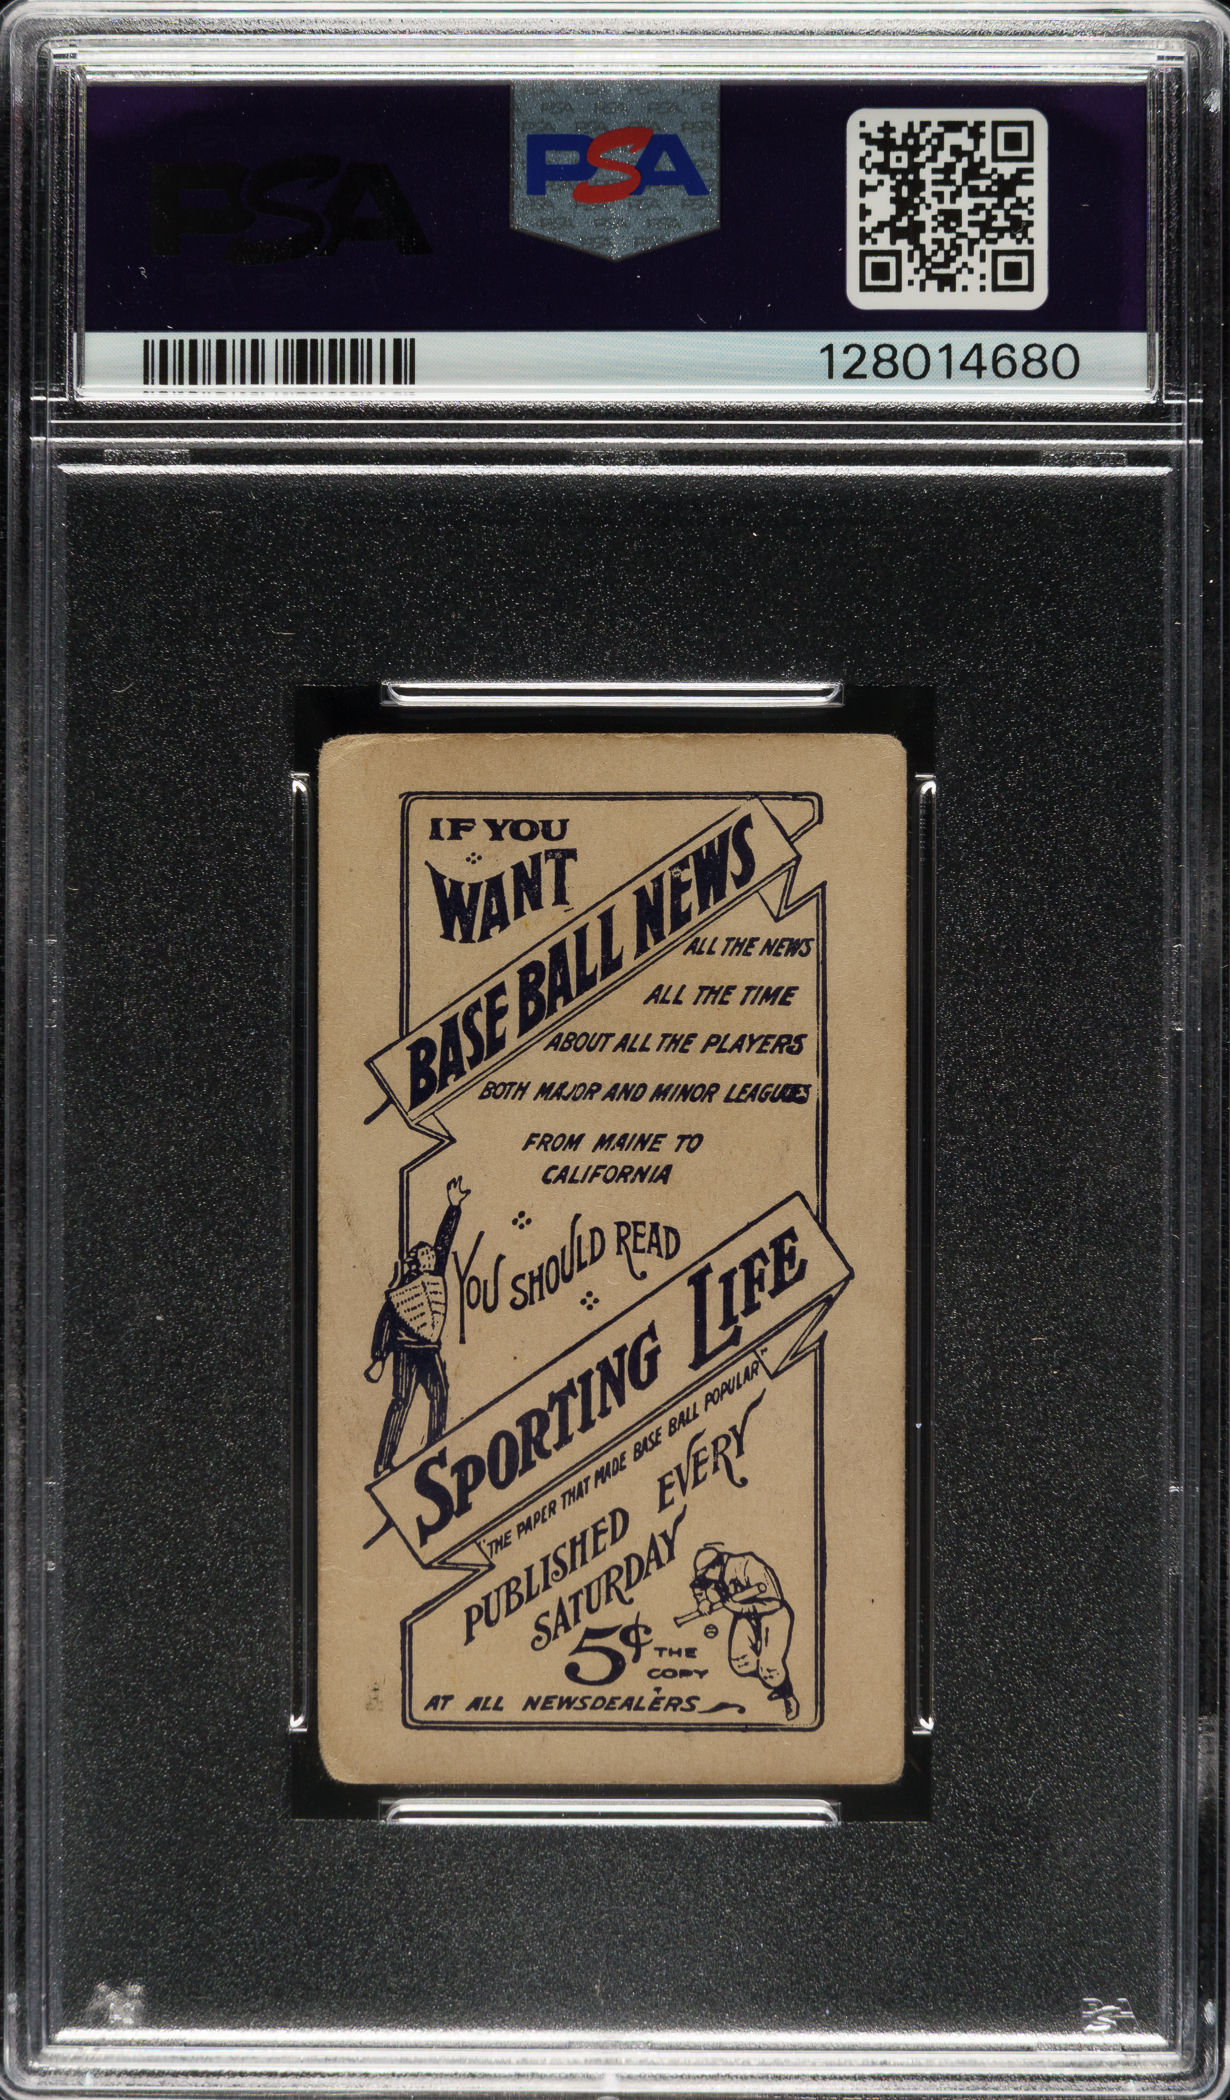 PSA
PSA
128014680
IF YOU
WANT
BASE BALL NEWS
ALL THE NEWS
ALL THE TIME
ABOUT ALL THE PLAYERS
BOTH MAJOR AND MINOR LEAGUES
FROM MAINE TO
CALIFORNIA
YOU SHOULD READ
SPORTING LIFE
"THE PAPER THAT MADE BASE BALL POPULAR"
PUBLISHED EVERY
SATURDAY
5¢ THE
COPY
AT ALL NEWSDEALERS